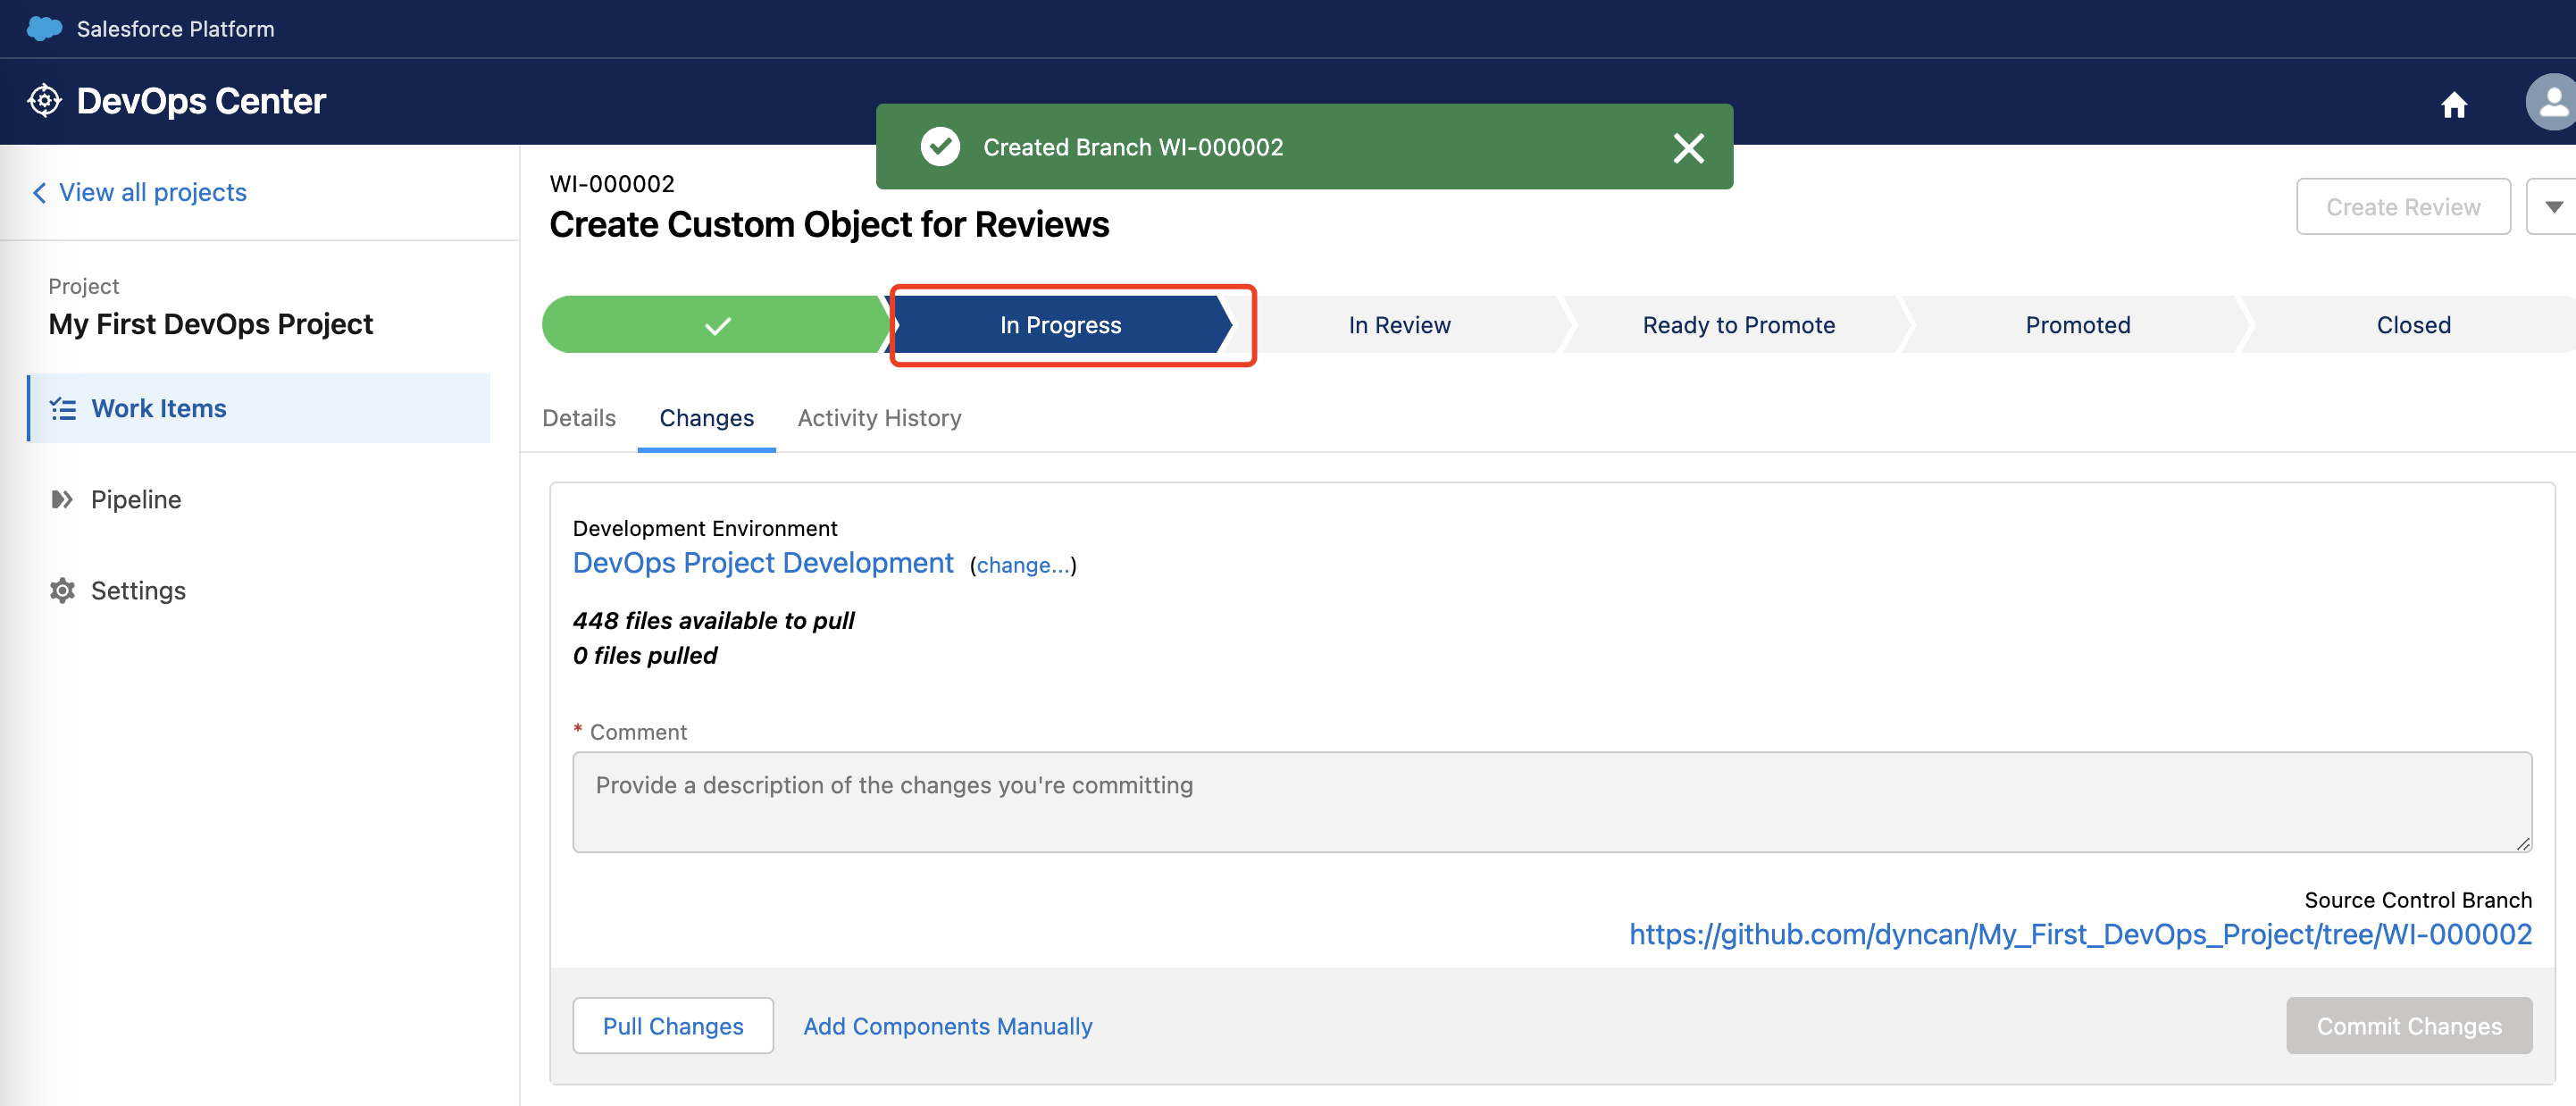 Salesforce Platform
DevOps Center
Created Branch WI-000002
View all projects
Project
My First DevOps Project
Work Items
Pipeline
Settings
WI-000002
Create Custom Object for Reviews
Create Review
In Progress
In Review
Ready to Promote
Promoted
Closed
Details
Changes
Activity History
Development Environment
DevOps Project Development (change...)
448 files available to pull
0 files pulled
* Comment
Provide a description of the changes you're committing
Source Control Branch
https://github.com/dyncan/My_First_DevOps_Project/tree/WI-000002
Pull Changes
Add Components Manually
Commit Changes